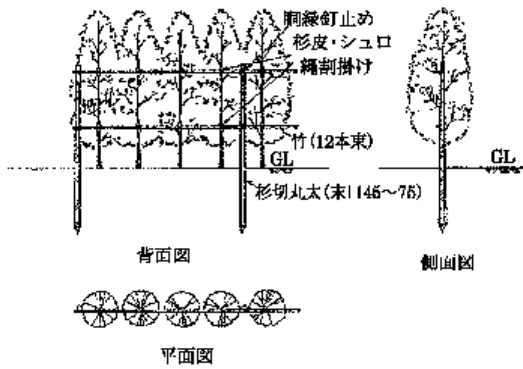 胴縁釘止め
杉皮・シュロ
縄割掛け
竹(12本束)
GL
GL
杉切丸太(末口45〜75)
背面図
側面図
平面図